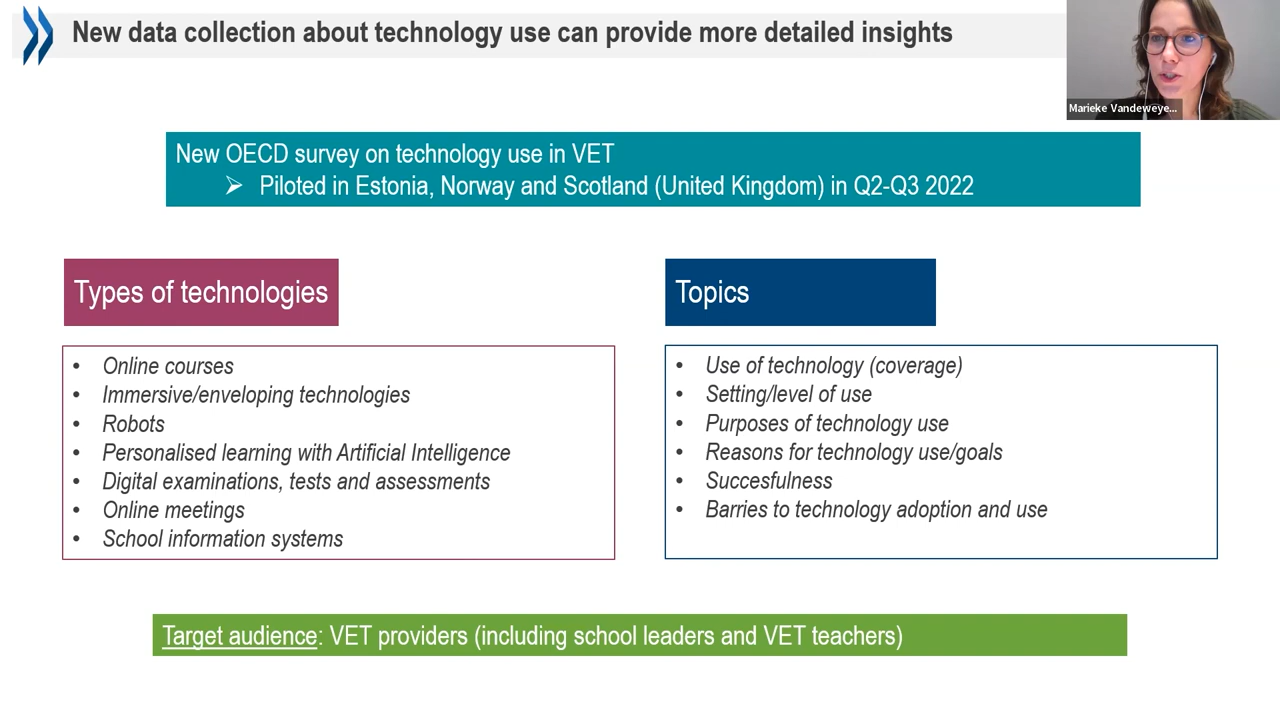 New data collection about technology use can provide more detailed insights
Marieke Vandeweye...
New OECD survey on technology use in VET
Piloted in Estonia, Norway and Scotland (United Kingdom) in Q2-Q3 2022
Types of technologies
• Online courses
• Immersive/enveloping technologies
• Robots
• Personalised learning with Artificial Intelligence
• Digital examinations, tests and assessments
• Online meetings
• School information systems
Topics
• Use of technology (coverage)
• Setting/level of use
• Purposes of technology use
• Reasons for technology use/goals
• Succesfulness
• Barries to technology adoption and use
Target audience: VET providers (including school leaders and VET teachers)